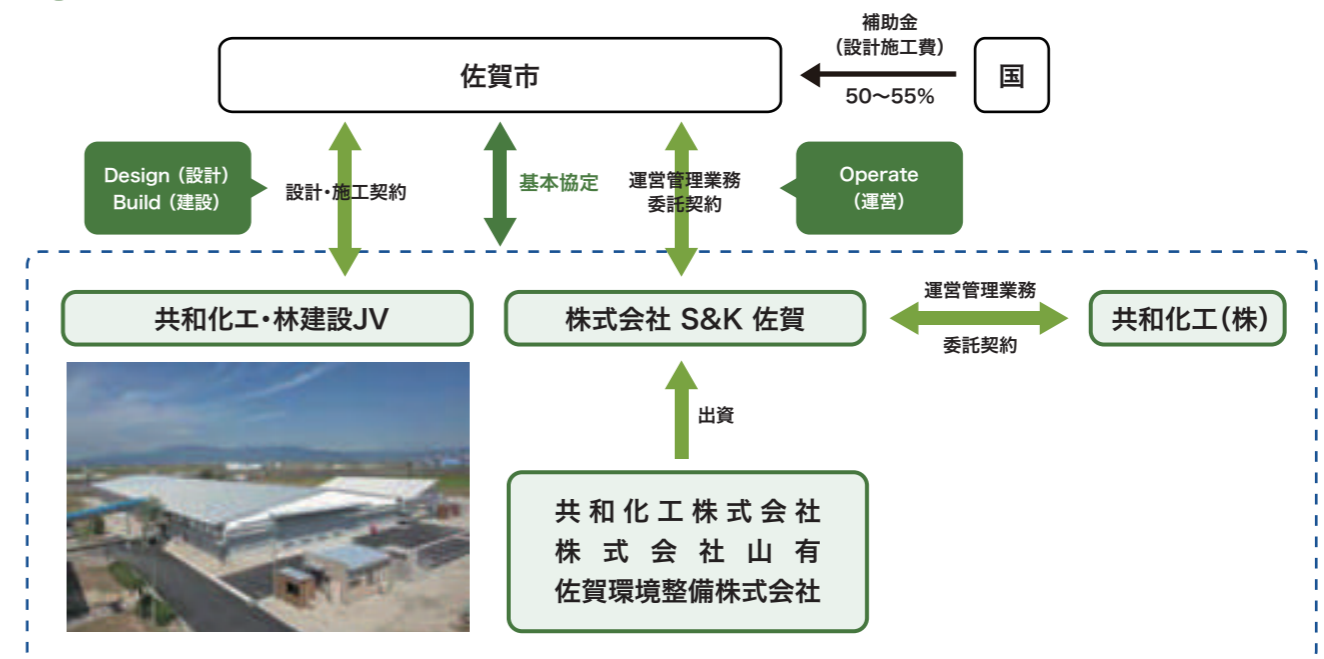 補助金
（設計施工費）
佐賀市
国
50〜55%
Design（設計）
Build（建設）
設計・施工契約
基本協定
運営管理業務
委託契約
Operate
（運営）
共和化工・林建設JV
株式会社 S&K 佐賀
運営管理業務
委託契約
共和化工（株）
出資
共和化工株式会社
株式会社山有
佐賀環境整備株式会社